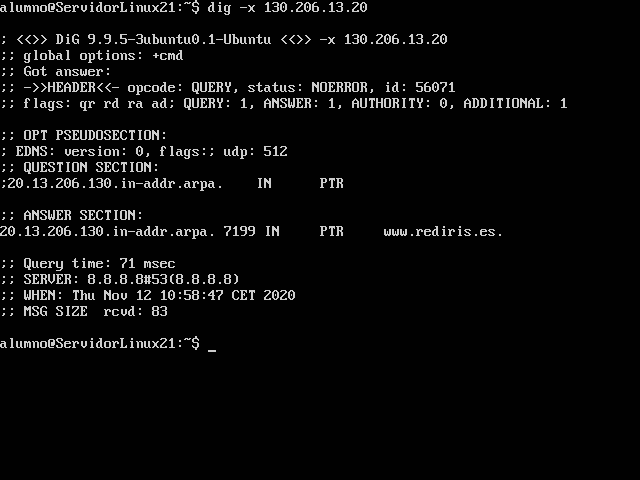 alumno@ServidorLinux21:~$ dig -x 130.206.13.20
; <<>> DiG 9.9.5-3ubuntu0.1-Ubuntu <<>> -x 130.206.13.20
;; global options: +cmd
;; Got answer:
;; ->>HEADER<<- opcode: QUERY, status: NOERROR, id: 56071
;; flags: qr rd ra ad; QUERY: 1, ANSWER: 1, AUTHORITY: 0, ADDITIONAL: 1
;; OPT PSEUDOSECTION:
; EDNS: version: 0, flags:; udp: 512
;; QUESTION SECTION:
;20.13.206.130.in-addr.arpa. IN PTR
;; ANSWER SECTION:
20.13.206.130.in-addr.arpa. 7199 IN PTR www.rediris.es.
;; Query time: 71 msec
;; SERVER: 8.8.8.8#53(8.8.8.8)
;; WHEN: Thu Nov 12 10:58:47 CET 2020
;; MSG SIZE rcvd: 83
alumno@ServidorLinux21:~$ _